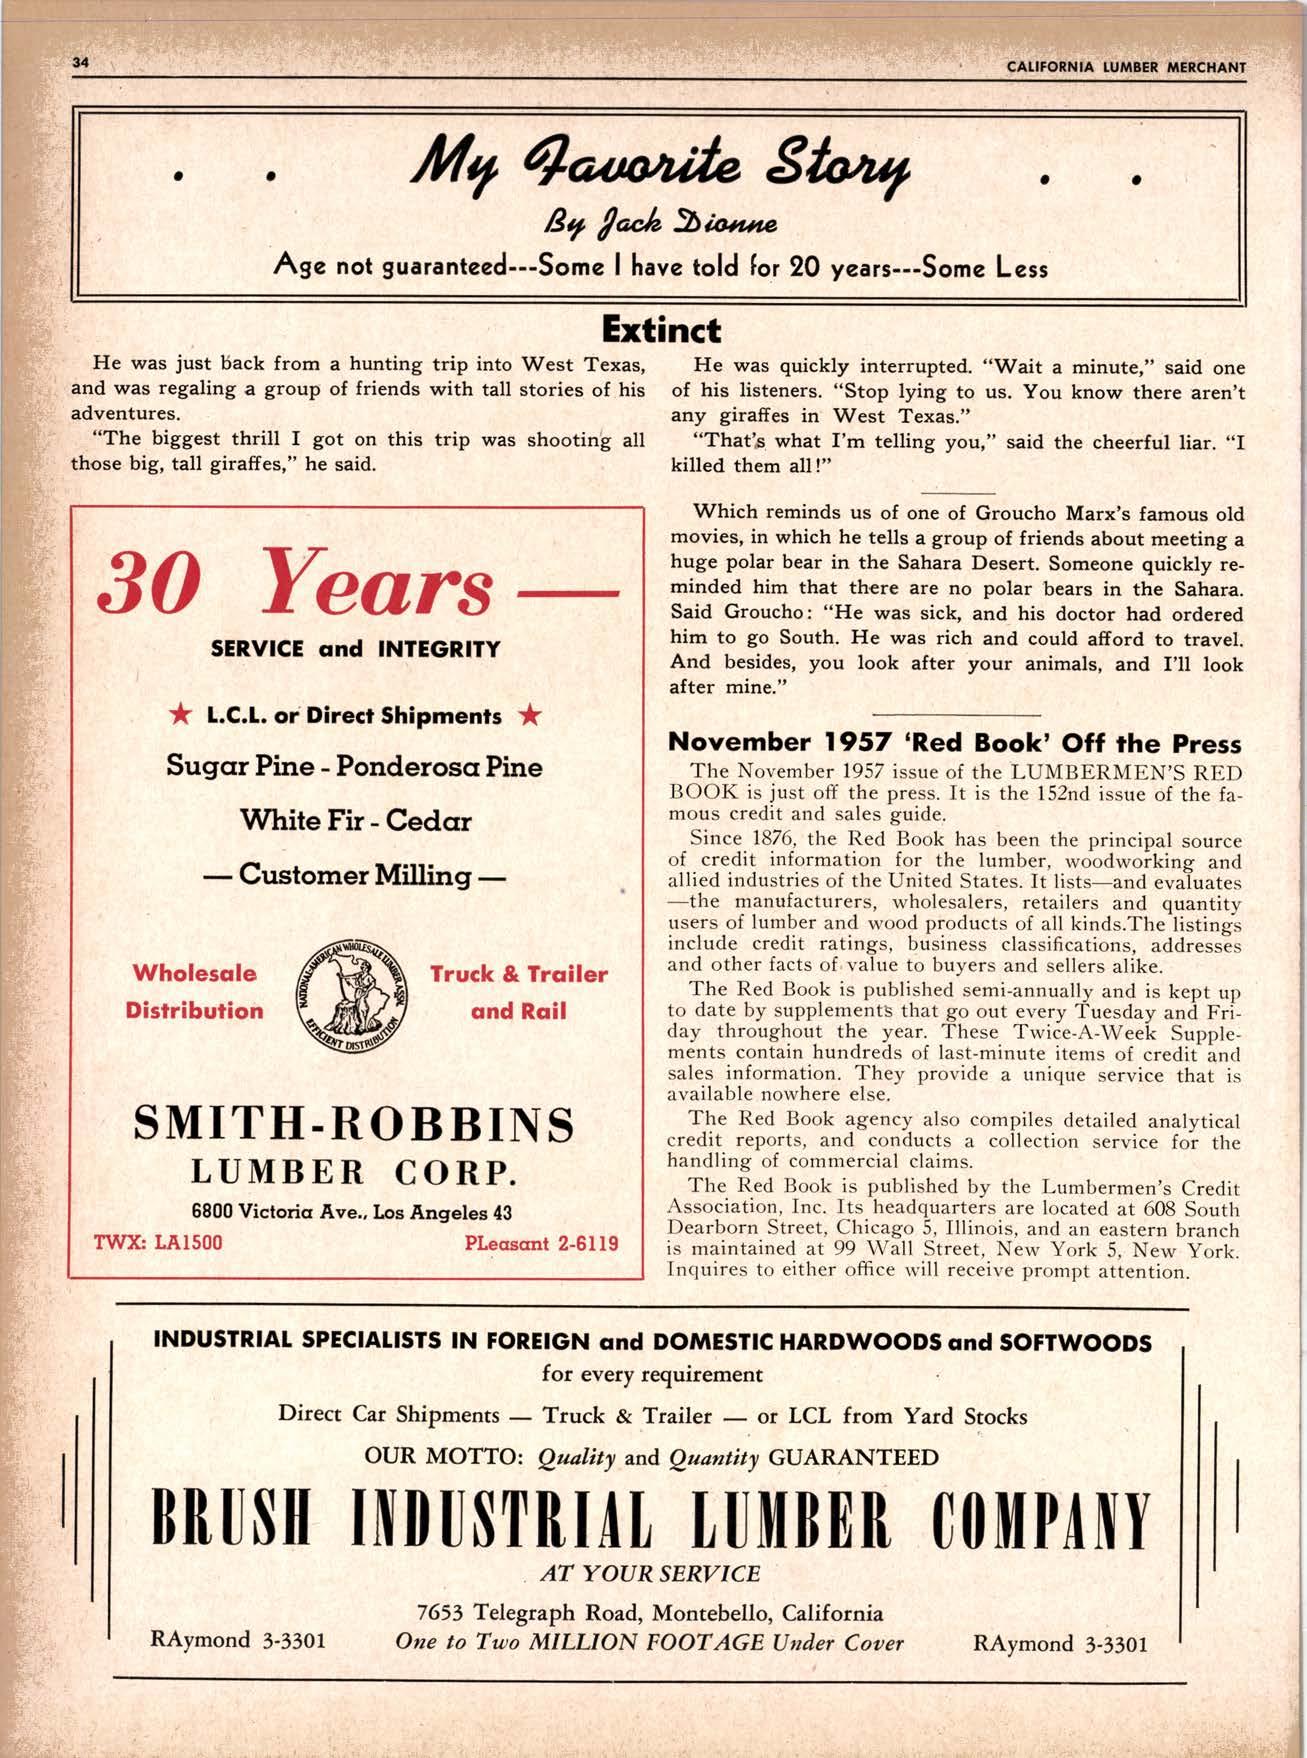 34
CALIFORNIA LUMBER MERCHANT
My Favorite Story
By Jack Dionne
Age not guaranteed---Some I have told for 20 years---Some Less
Extinct
He was just back from a hunting trip into West Texas,
and was regaling a group of friends with tall stories of his
adventures.
“The biggest thrill I got on this trip was shooting all
those big, tall giraffes,” he said.
He was quickly interrupted. “Wait a minute,” said one
of his listeners. “Stop lying to us. You know there aren't
any giraffes in West Texas.”
“That's what I'm telling you,” said the cheerful liar. “I
killed them all!”
Which reminds us of one of Groucho Marx's famous old
movies, in which he tells a group of friends about meeting a
huge polar bear in the Sahara Desert. Someone quickly re-
minded him that there are no polar bears in the Sahara.
Said Groucho: “He was sick, and his doctor had ordered
him to go South. He was rich and could afford to travel.
And besides, you look after your animals, and I'll look
after mine.”
30 Years —
SERVICE and INTEGRITY
★ L.C.L. or Direct Shipments ★
Sugar Pine - Ponderosa Pine
White Fir - Cedar
— Customer Milling —
Wholesale
Distribution
NATIONAL-AMERICAN WHOLESALE LUMBER ASSN.
EFFICIENT DISTRIBUTION
Truck & Trailer
and Rail
SMITH-ROBBINS
LUMBER CORP.
6800 Victoria Ave., Los Angeles 43
TWX: LA1500
PLeasant 2-6119
November 1957 ‘Red Book’ Off the Press
The November 1957 issue of the LUMBERMEN'S RED
BOOK is just off the press. It is the 152nd issue of the fa-
mous credit and sales guide.
Since 1876, the Red Book has been the principal source
of credit information for the lumber, woodworking and
allied industries of the United States. It lists—and evaluates
—the manufacturers, wholesalers, retailers and quantity
users of lumber and wood products of all kinds.The listings
include credit ratings, business classifications, addresses
and other facts of value to buyers and sellers alike.
The Red Book is published semi-annually and is kept up
to date by supplements that go out every Tuesday and Fri-
day throughout the year. These Twice-A-Week Supple-
ments contain hundreds of last-minute items of credit and
sales information. They provide a unique service that is
available nowhere else.
The Red Book agency also compiles detailed analytical
credit reports, and conducts a collection service for the
handling of commercial claims.
The Red Book is published by the Lumbermen's Credit
Association, Inc. Its headquarters are located at 608 South
Dearborn Street, Chicago 5, Illinois, and an eastern branch
is maintained at 99 Wall Street, New York 5, New York.
Inquires to either office will receive prompt attention.
INDUSTRIAL SPECIALISTS IN FOREIGN and DOMESTIC HARDWOODS and SOFTWOODS
for every requirement
Direct Car Shipments — Truck & Trailer — or LCL from Yard Stocks
OUR MOTTO: Quality and Quantity GUARANTEED
BRUSH INDUSTRIAL LUMBER COMPANY
AT YOUR SERVICE
7653 Telegraph Road, Montebello, California
RAymond 3-3301
One to Two MILLION FOOTAGE Under Cover
RAymond 3-3301